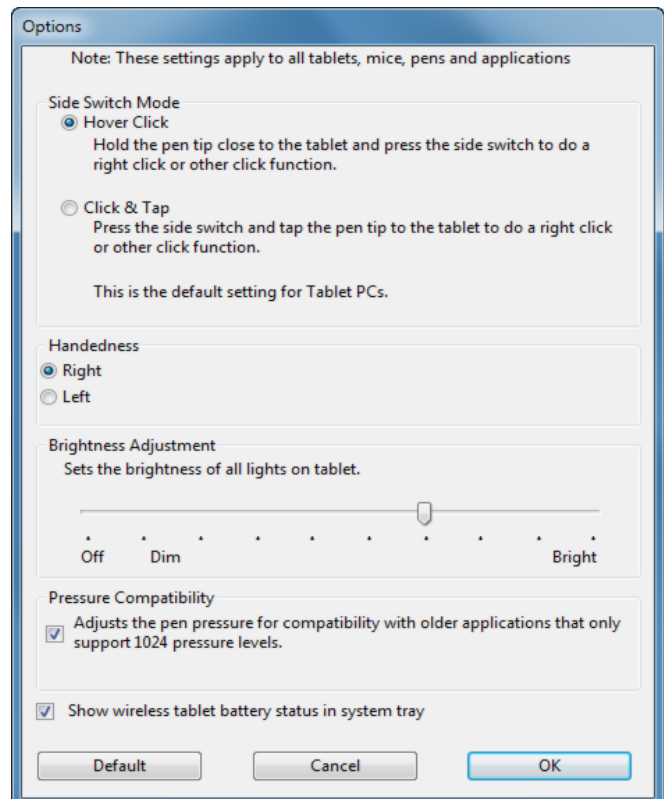 Options
Note: These settings apply to all tablets, mice, pens and applications
Side Switch Mode
Hover Click
Hold the pen tip close to the tablet and press the side switch to do a
right click or other click function.
Click & Tap
Press the side switch and tap the pen tip to the tablet to do a right click
or other click function.
This is the default setting for Tablet PCs.
Handedness
Right
Left
Brightness Adjustment
Sets the brightness of all lights on tablet.
Off Dim Bright
Pressure Compatibility
Adjusts the pen pressure for compatibility with older applications that only
support 1024 pressure levels.
Show wireless tablet battery status in system tray
Default Cancel OK